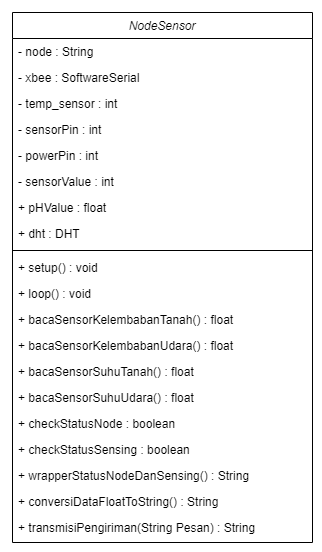 NodeSensor
- node : String
- xbee : SoftwareSerial
- temp_sensor : int
- sensorPin : int
- powerPin : int
- sensorValue : int
+ pHValue : float
+ dht : DHT
+ setup() : void
+ loop() : void
+ bacaSensorKelembabanTanah() : float
+ bacaSensorKelembabanUdara() : float
+ bacaSensorSuhuTanah() : float
+ bacaSensorSuhuUdara() : float
+ checkStatusNode : boolean
+ checkStatusSensing : boolean
+ wrapperStatusNodeDanSensing() : String
+ conversiDataFloatToString() : String
+ transmisiPengiriman(String Pesan) : String